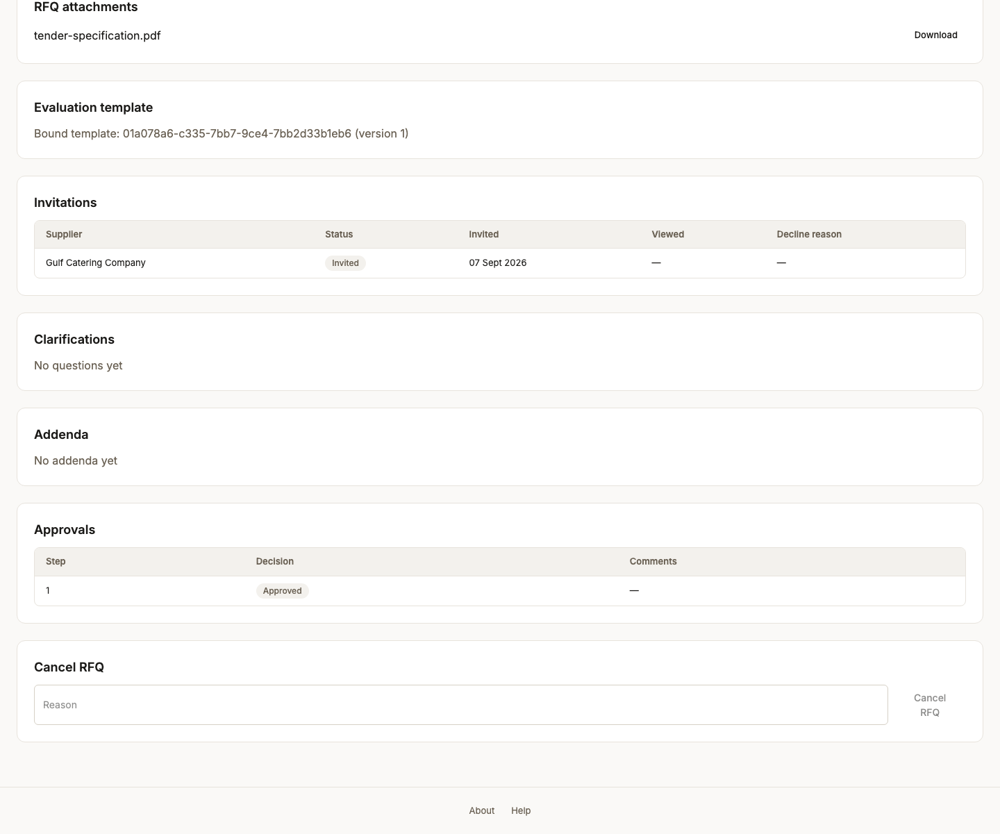 RFQ attachments
tender-specification.pdf Download
Evaluation template
Bound template: 01a078a6-c335-7bb7-9ce4-7bb2d33b1eb6 (version 1)
Invitations
Supplier Status Invited Viewed Decline reason
Gulf Catering Company Invited 07 Sept 2026 — —
Clarifications
No questions yet
Addenda
No addenda yet
Approvals
Step Decision Comments
1 Approved —
Cancel RFQ
Reason
Cancel
RFQ
About Help